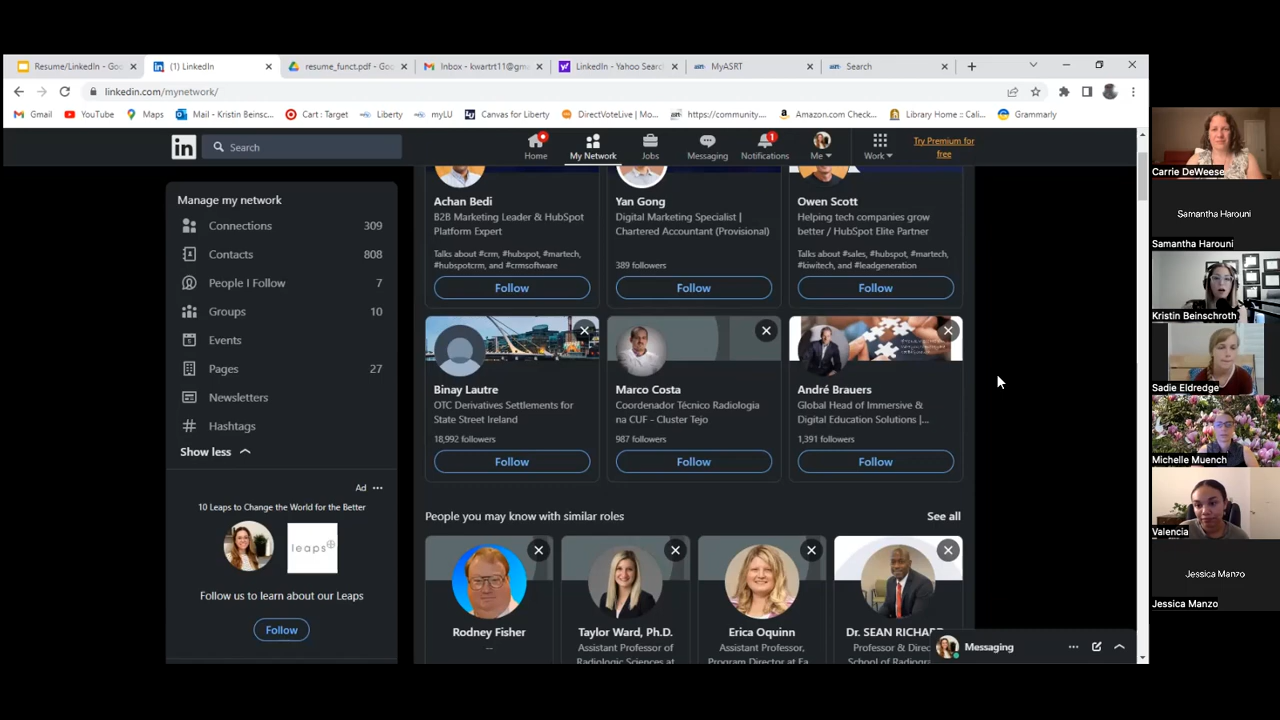 Resume/LinkedIn - Goo
(1) LinkedIn
resume_funct.pdf - Goo
Inbox - kwartrt11@gma
LinkedIn - Yahoo Search
MyASRT
Search
linkedin.com/mynetwork/
Gmail
YouTube
Maps
Mail - Kristin Beinsc...
Cart : Target
Liberty
myLU
Canvas for Liberty
DirectVoteLive | Mo...
https://community....
Amazon.com Check...
Library Home :: Cali...
Grammarly
in
Search
Home
My Network
Jobs
Messaging
1
Notifications
Me
Work
Try Premium for
free
Manage my network
Connections 309
Contacts 808
People I Follow 7
Groups 10
Events
Pages 27
Newsletters
# Hashtags
Show less
Ad
10 Leaps to Change the World for the Better
leaps
Follow us to learn about our Leaps
Follow
Achan Bedi
B2B Marketing Leader & HubSpot
Platform Expert
Talks about #crm, #hubspot, #martech,
#hubspotcrm, and #crmsoftware
Follow
Yan Gong
Digital Marketing Specialist |
Chartered Accountant (Provisional)
389 followers
Follow
Owen Scott
Helping tech companies grow
better / HubSpot Elite Partner
Talks about #sales, #hubspot, #martech,
#kiwitech, and #leadgeneration
Follow
Binay Lautre
OTC Derivatives Settlements for
State Street Ireland
18,992 followers
Follow
Marco Costa
Coordenador Técnico Radiologia
na CUF - Cluster Tejo
987 followers
Follow
André Brauers
Global Head of Immersive &
Digital Education Solutions |...
1,391 followers
Follow
People you may know with similar roles
See all
Rodney Fisher
--
Taylor Ward, Ph.D.
Assistant Professor of
Radiologic Sciences at
Erica Oquinn
Assistant Professor,
Program Director at Ea
Dr. SEAN RICHAR
Professor & Direc
School of Radiogr
Messaging
Carrie DeWeese
Samantha Harouni
Samantha Harouni
Kristin Beinschroth
Sadie Eldredge
Michelle Muench
Valencia
Jessica Manzo
Jessica Manzo